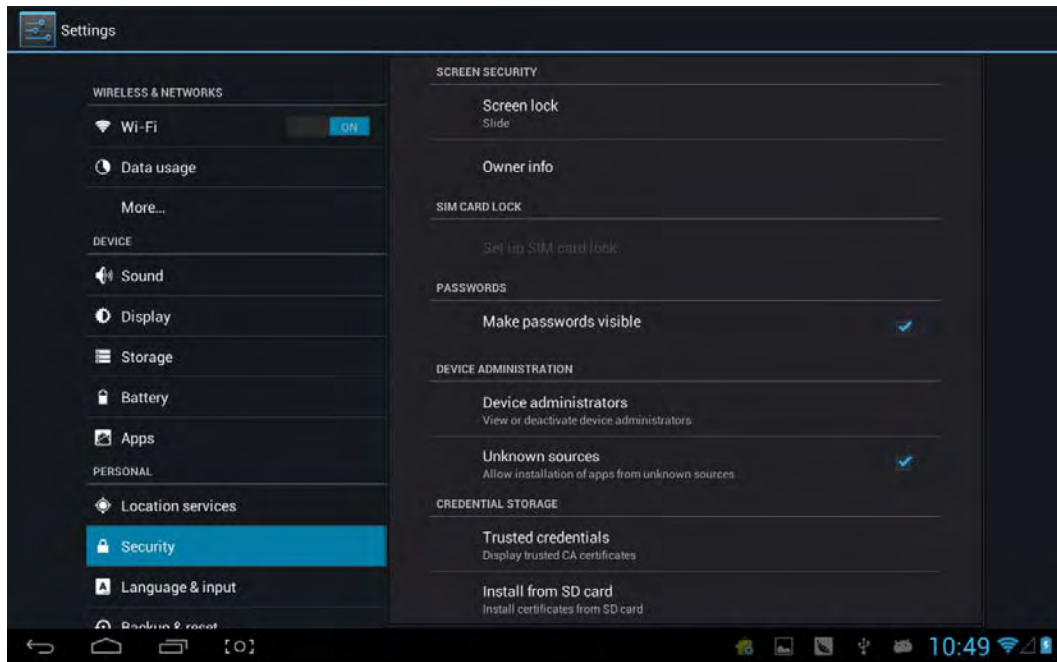 Settings
WIRELESS & NETWORKS
Wi-Fi
ON
Data usage
More...
DEVICE
Sound
Display
Storage
Battery
Apps
PERSONAL
Location services
Security
Language & input
Backup & reset
SCREEN SECURITY
Screen lock
Slide
Owner info
SIM CARD LOCK
Set up SIM card lock
PASSWORDS
Make passwords visible
DEVICE ADMINISTRATION
Device administrators
View or deactivate device administrators
Unknown sources
Allow installation of apps from unknown sources
CREDENTIAL STORAGE
Trusted credentials
Display trusted CA certificates
Install from SD card
Install certificates from SD card
10:49